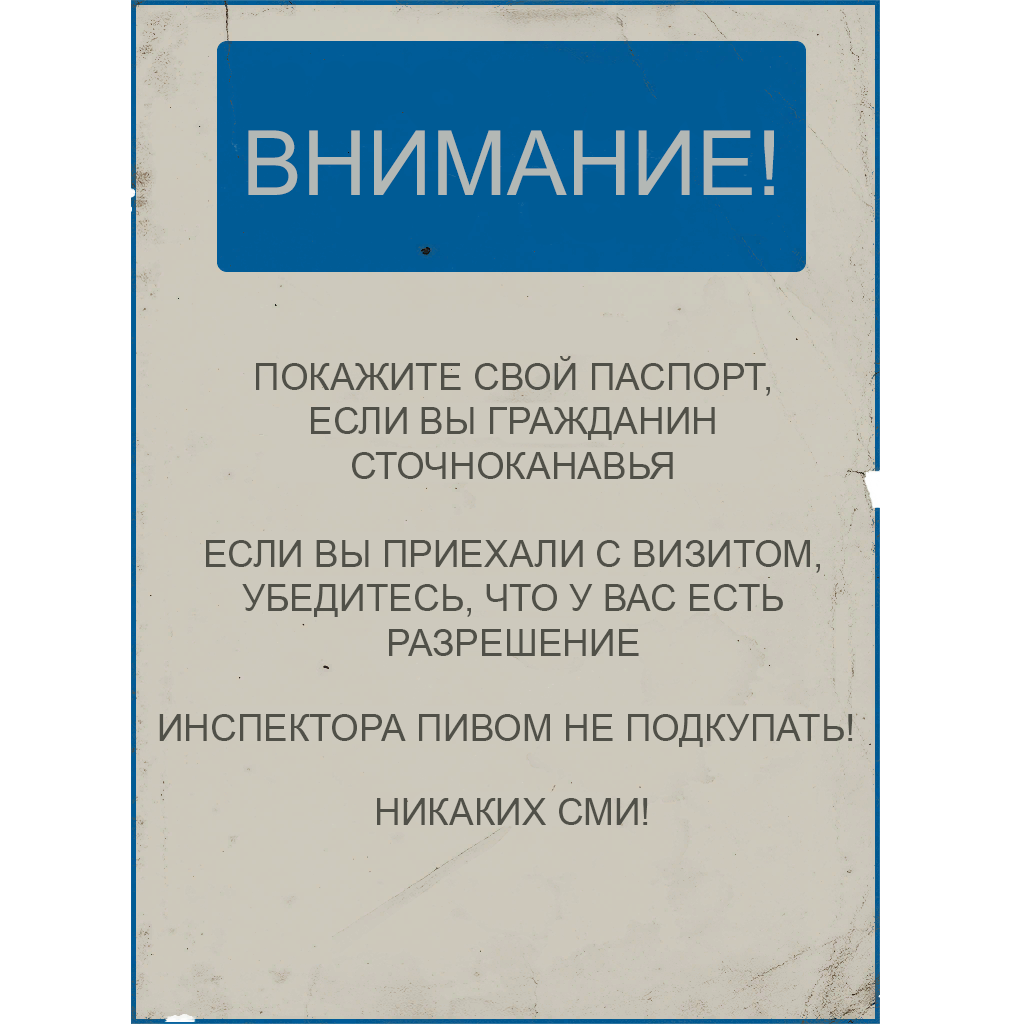 ВНИМАНИЕ!
ПОКАЖИТЕ СВОЙ ПАСПОРТ,
ЕСЛИ ВЫ ГРАЖДАНИН
СТОЧНОКАНАВЬЯ
ЕСЛИ ВЫ ПРИЕХАЛИ С ВИЗИТОМ,
УБЕДИТЕСЬ, ЧТО У ВАС ЕСТЬ
РАЗРЕШЕНИЕ
ИНСПЕКТОРА ПИВОМ НЕ ПОДКУПАТЬ!
НИКАКИХ СМИ!